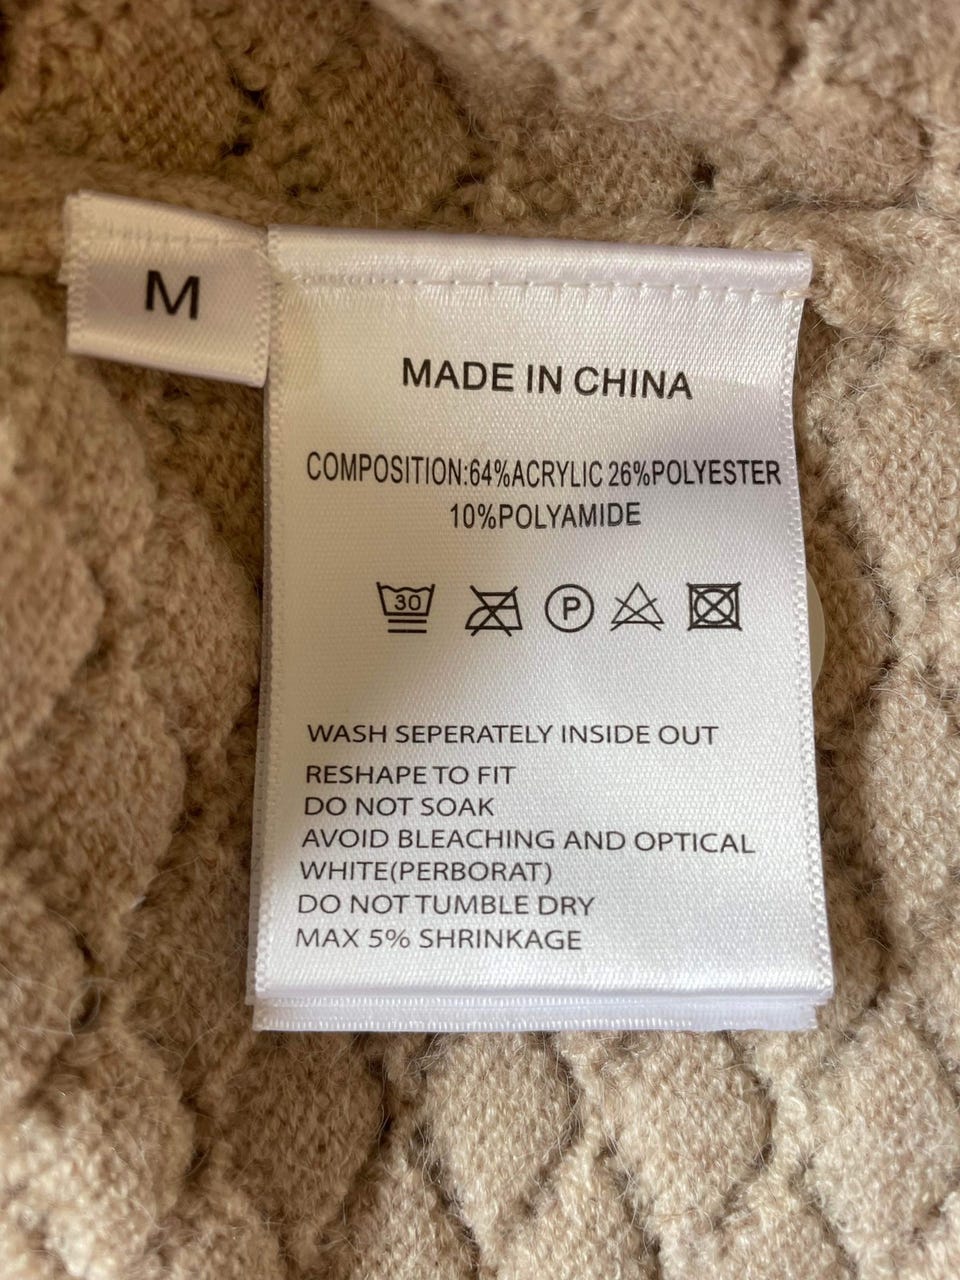 M
MADE IN CHINA
COMPOSITION:64%ACRYLIC 26%POLYESTER
10%POLYAMIDE
30 P
WASH SEPERATELY INSIDE OUT
RESHAPE TO FIT
DO NOT SOAK
AVOID BLEACHING AND OPTICAL
WHITE(PERBORAT)
DO NOT TUMBLE DRY
MAX 5% SHRINKAGE